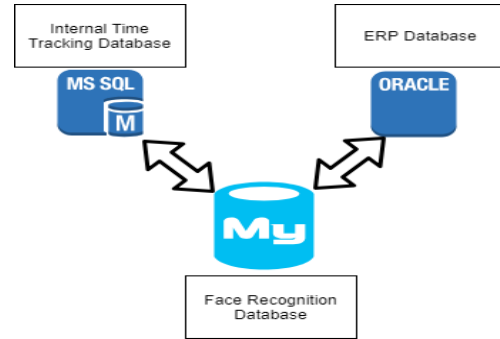 Internal Time
Tracking Database
ERP Database
MS SQL
M
ORACLE
My
Face Recognition
Database